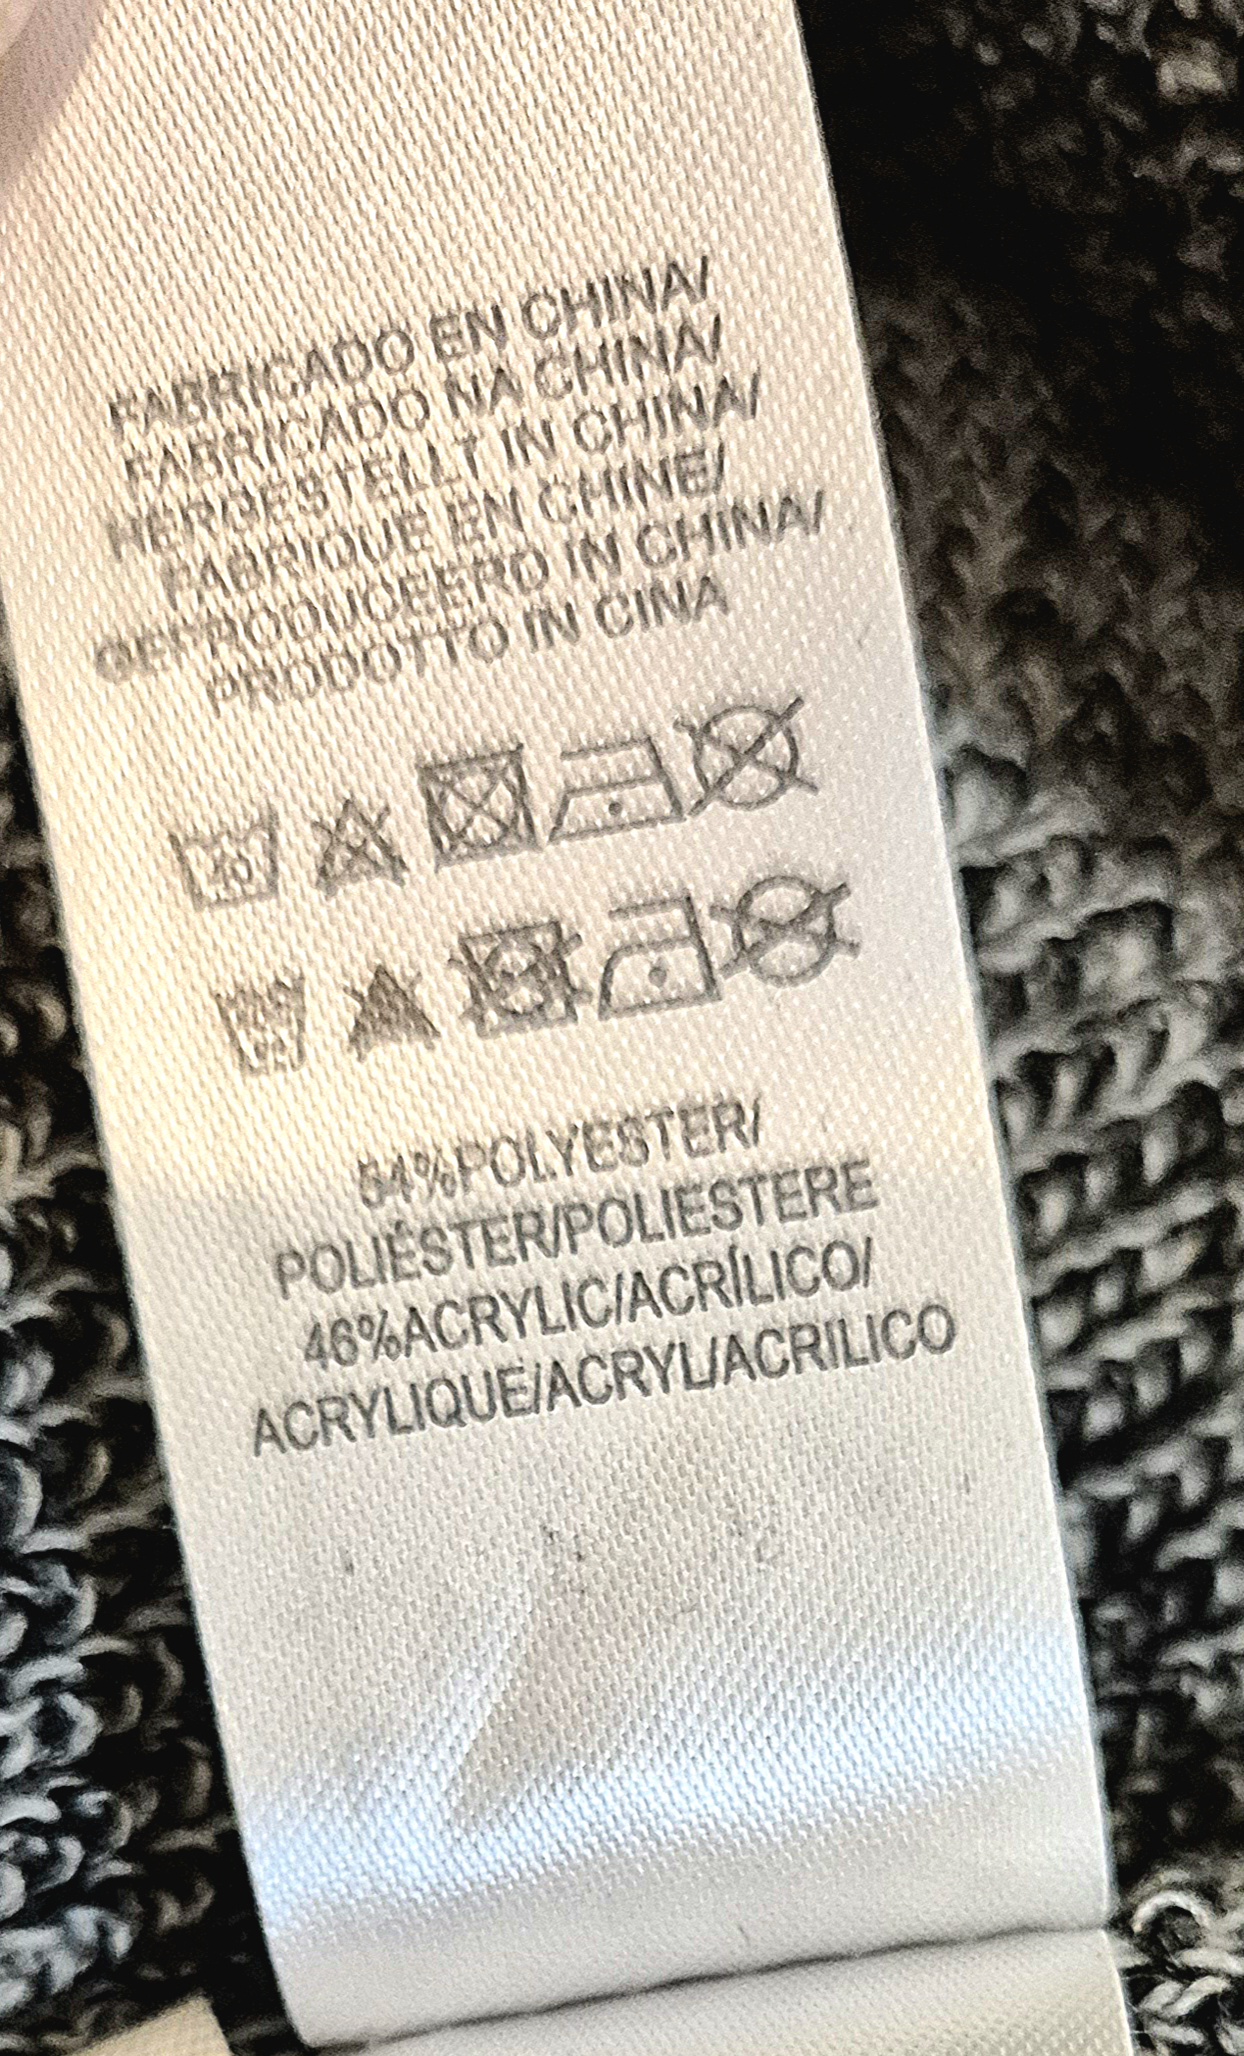 FABRICADO EN CHINA/
FABRICADO NA CHINA/
HERGESTELLT IN CHINA/
FABRIQUE EN CHINE/
GEPRODUCEERD IN CHINA/
PRODOTTO IN CINA
40
54%POLYESTER/
POLIÉSTER/POLIESTERE
46%ACRYLIC/ACRÍLICO/
ACRYLIQUE/ACRYL/ACRILICO